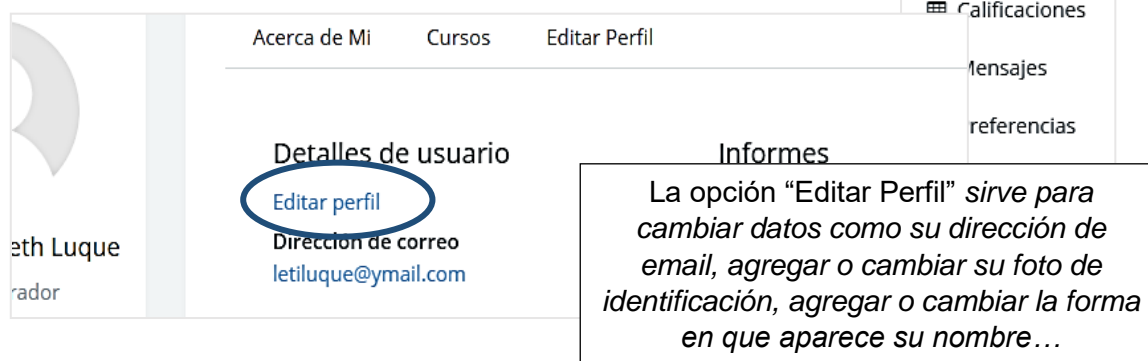 Calificaciones
Acerca de Mi Cursos Editar Perfil
Mensajes
Preferencias
Detalles de usuario
Informes
Editar perfil
Dirección de correo
letiluque@ymail.com
eth Luque
rador
La opción “Editar Perfil” sirve para
cambiar datos como su dirección de
email, agregar o cambiar su foto de
identificación, agregar o cambiar la forma
en que aparece su nombre…